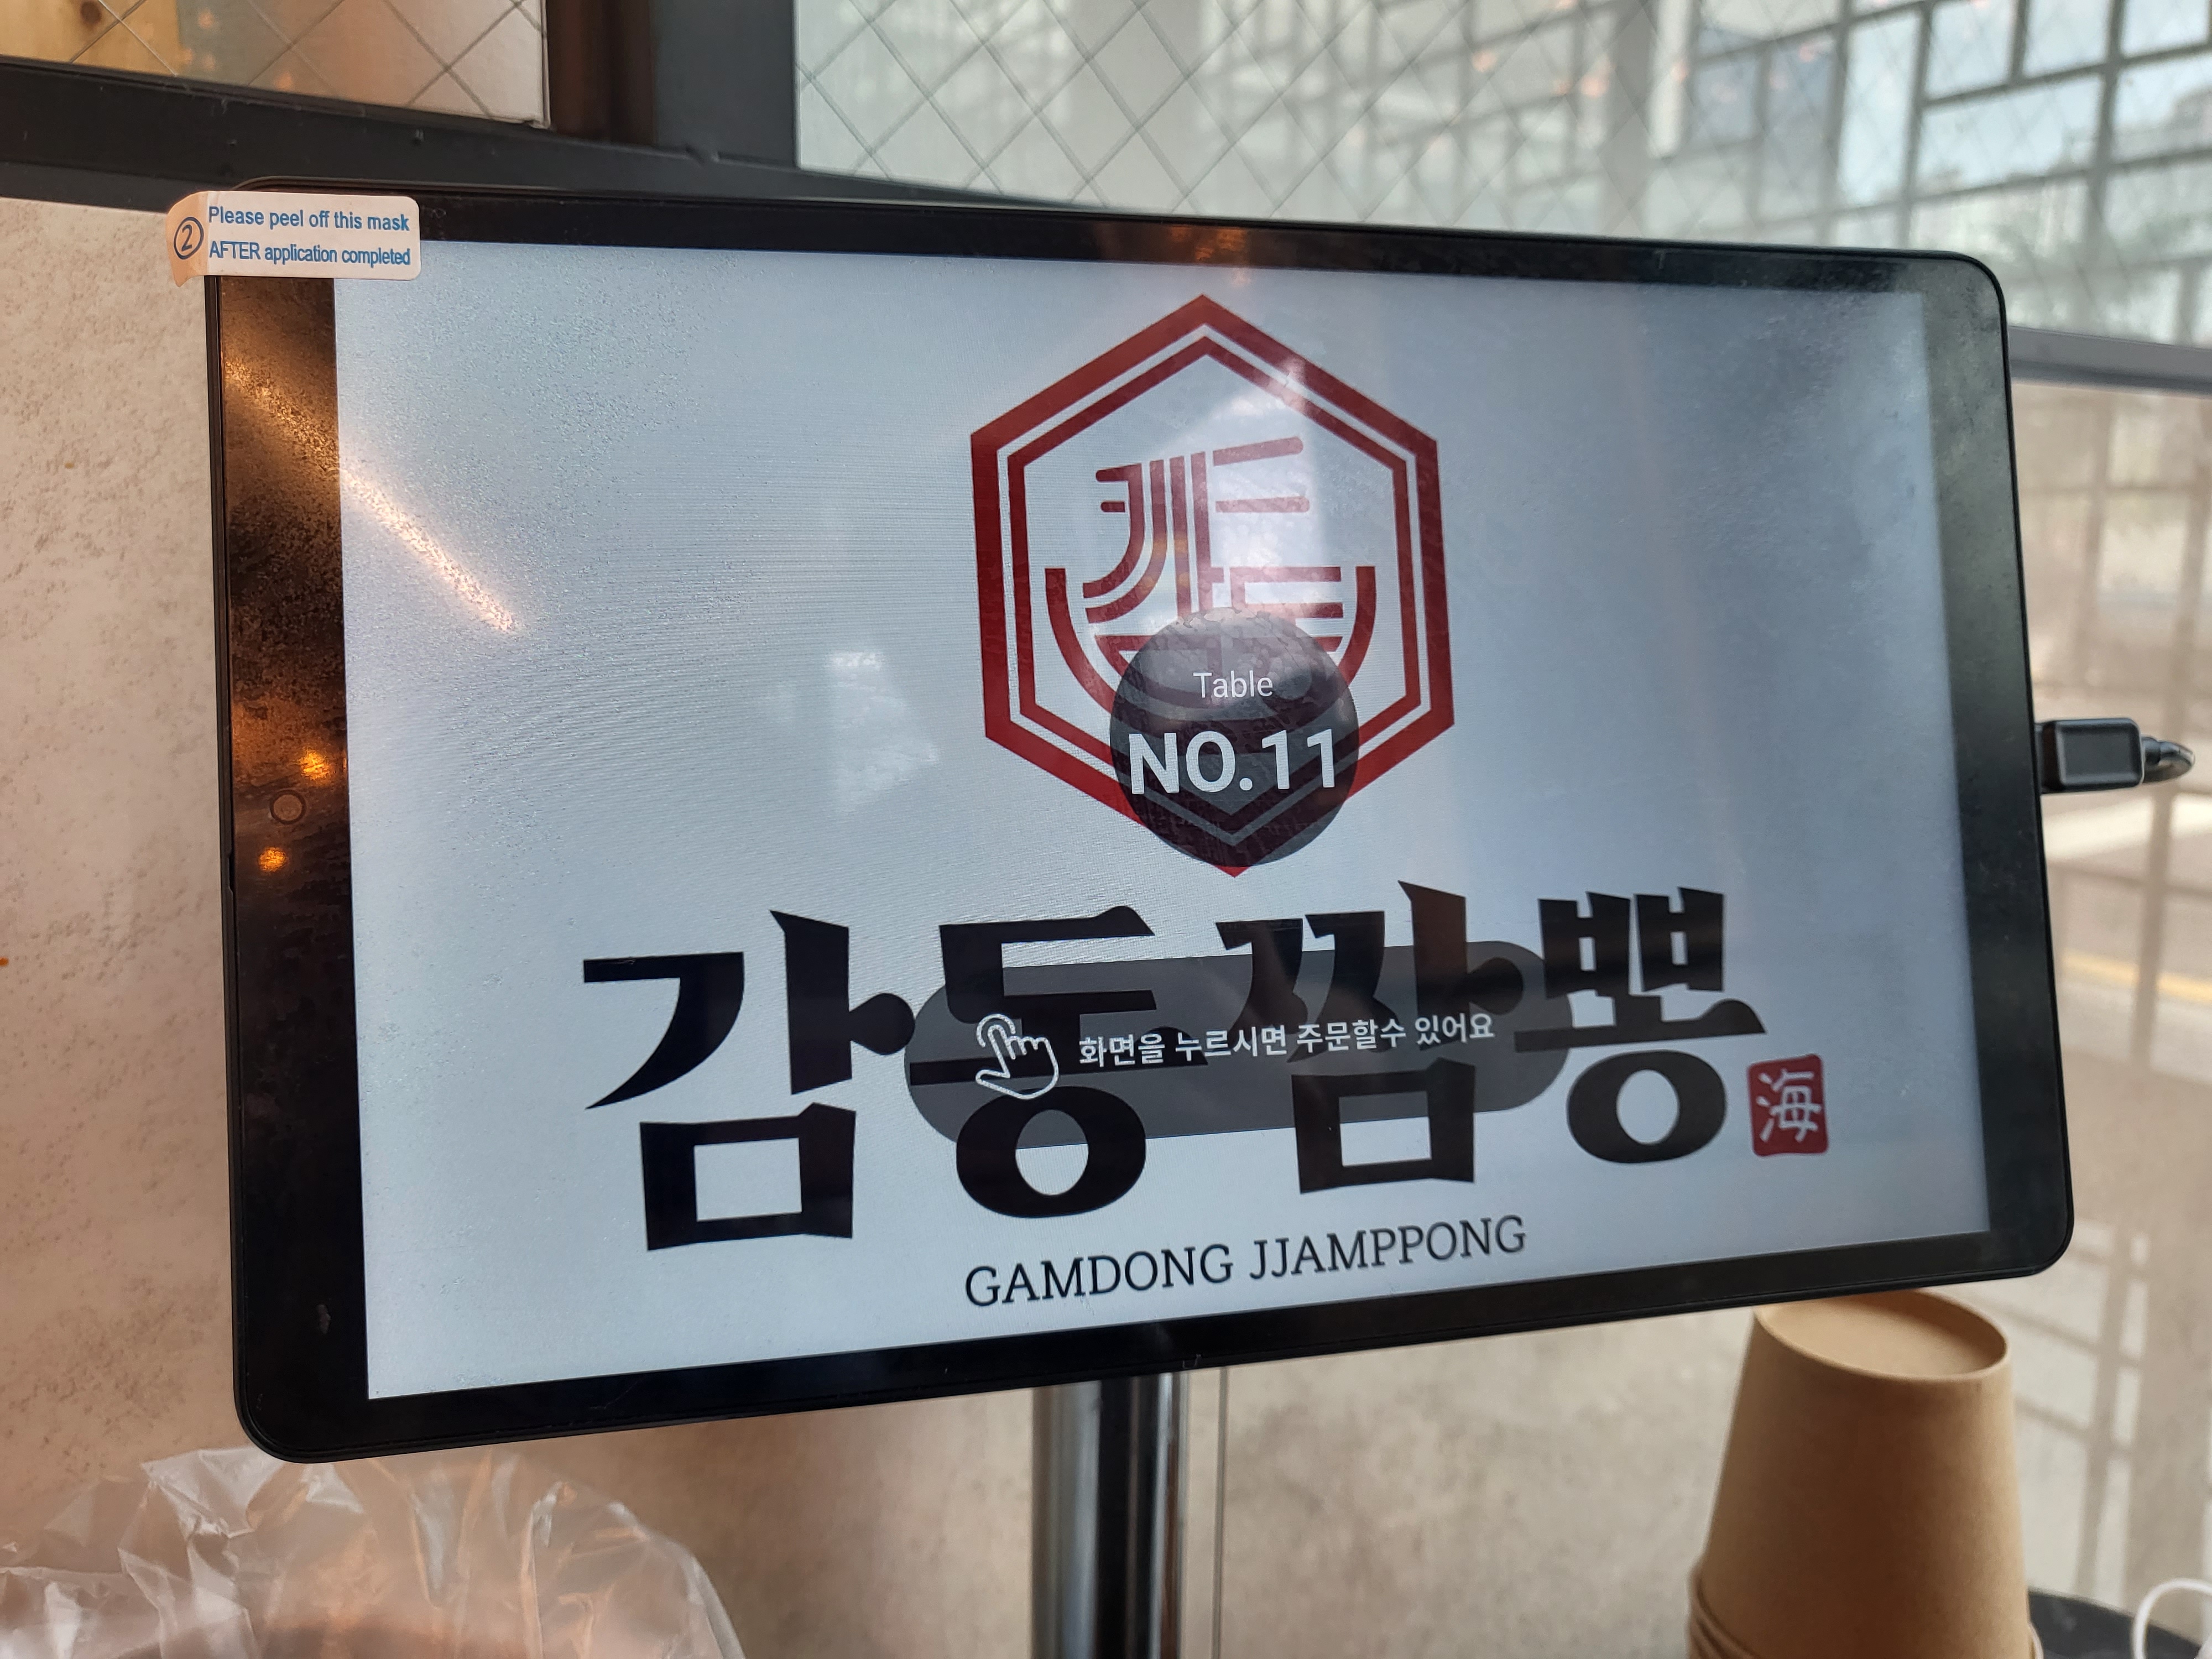 ② Please peel off this mask
AFTER application completed
Table
NO.11
감동짬뽕
화면을 누르시면 주문할수 있어요
海
GAMDONG JJAMPPONG